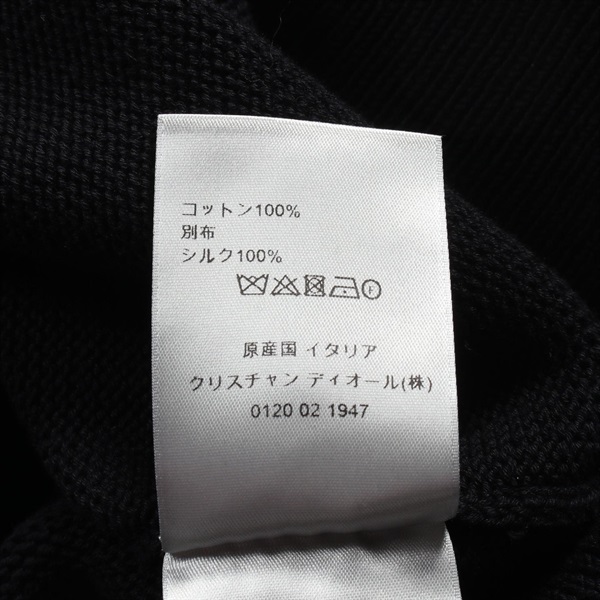 コットン100%
別布
シルク100%
F
原産国 イタリア
クリスチャン ディオール(株)
0120 02 1947